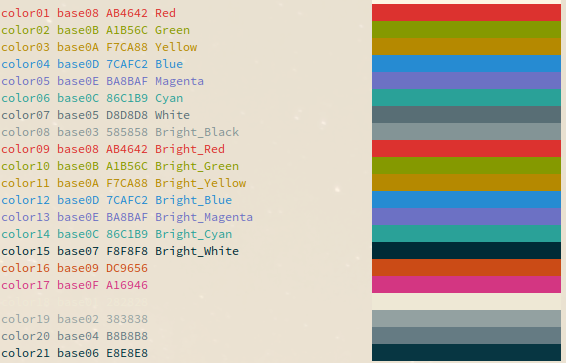 color01 base08 AB4642 Red
color02 base0B A1B56C Green
color03 base0A F7CA88 Yellow
color04 base0D 7CAFC2 Blue
color05 base0E BA8BAF Magenta
color06 base0C 86C1B9 Cyan
color07 base05 D8D8D8 White
color08 base03 585858 Bright_Black
color09 base08 AB4642 Bright_Red
color10 base0B A1B56C Bright_Green
color11 base0A F7CA88 Bright_Yellow
color12 base0D 7CAFC2 Bright_Blue
color13 base0E BA8BAF Bright_Magenta
color14 base0C 86C1B9 Bright_Cyan
color15 base07 F8F8F8 Bright_White
color16 base09 DC9656
color17 base0F A16946
color19 base02 383838
color20 base04 B8B8B8
color21 base06 E8E8E8